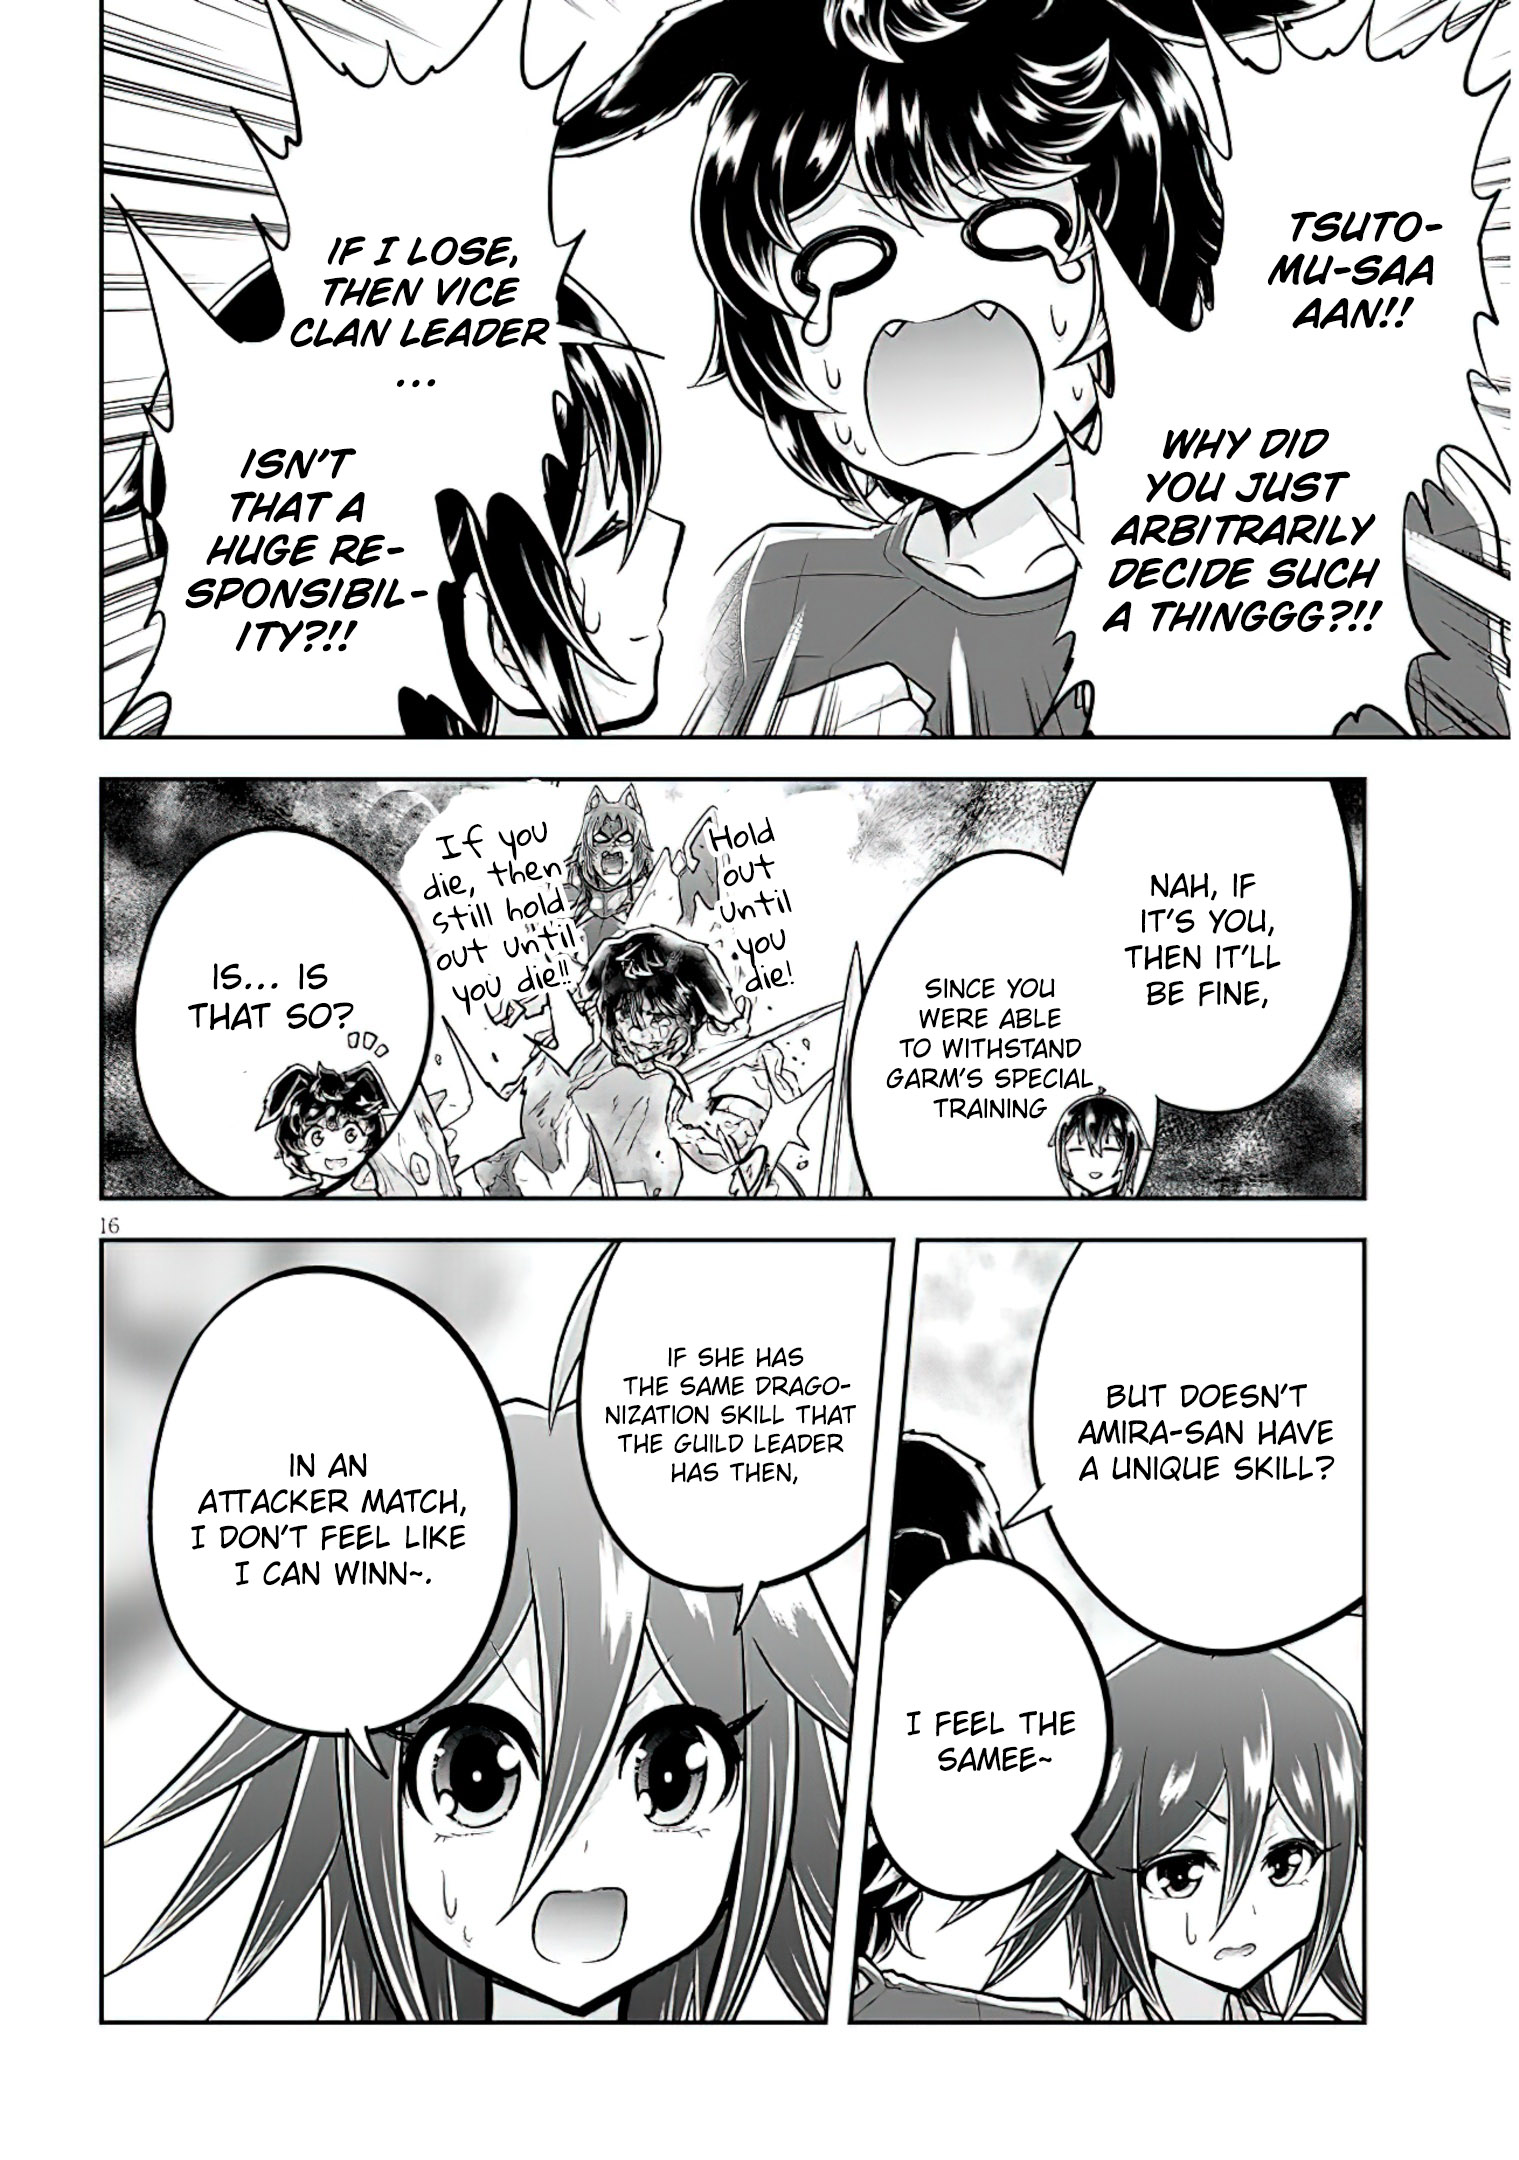 TSUTO-
MU-SAA
AAN!!
WHY DID
YOU JUST
ARBITRARILY
DECIDE SUCH
A THINGGG?!!
IF I LOSE,
THEN VICE
CLAN LEADER
...
ISN'T
THAT A
HUGE RE-
SPONSIBIL-
ITY?!!
NAH, IF
IT'S YOU,
THEN IT'LL
BE FINE,
SINCE YOU
WERE ABLE
TO WITHSTAND
GARM'S SPECIAL
TRAINING
Hold
out
until
you
die!
If you
die, then
still hold
out until
you die!!
IS... IS
THAT SO?
16
BUT DOESN'T
AMIRA-SAN HAVE
A UNIQUE SKILL?
I FEEL THE
SAMEE~
IF SHE HAS
THE SAME DRAGO-
NIZATION SKILL THAT
THE GUILD LEADER
HAS THEN,
IN AN
ATTACKER MATCH,
I DON'T FEEL LIKE
I CAN WINN~.